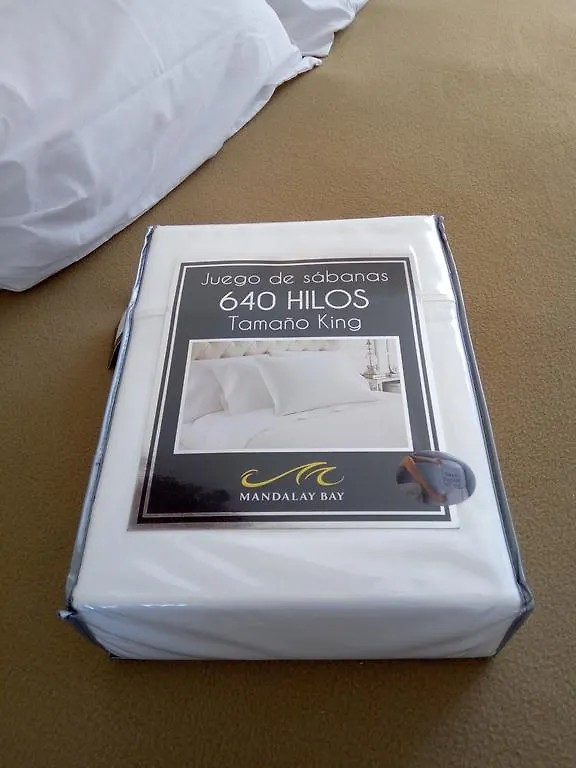 Juego de sábanas
640 HILOS
Tamaño King
MANDALAY BAY